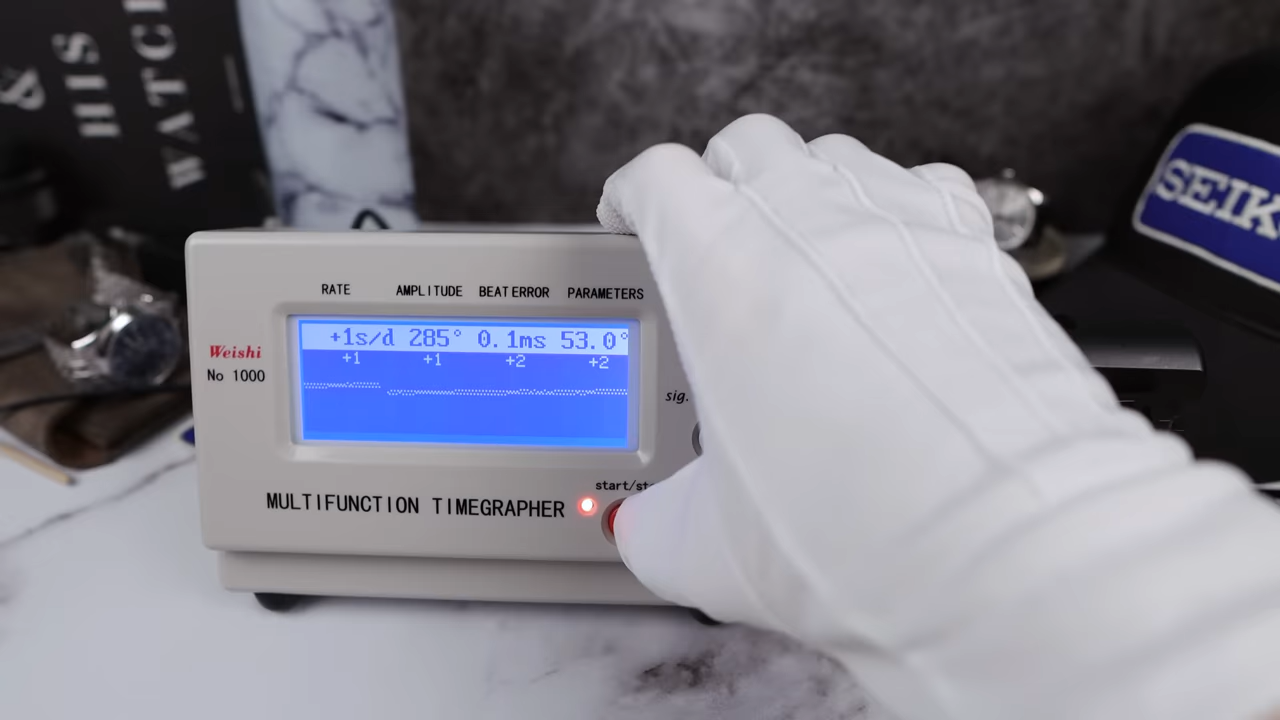 &
HIS
WATCH
SEIK
RATE AMPLITUDE BEAT ERROR PARAMETERS
+1s/d 285° 0.1ms 53.0°
+1 +1 +2 +2
Weishi
No 1000
sig.
start/sto
MULTIFUNCTION TIMEGRAPHER